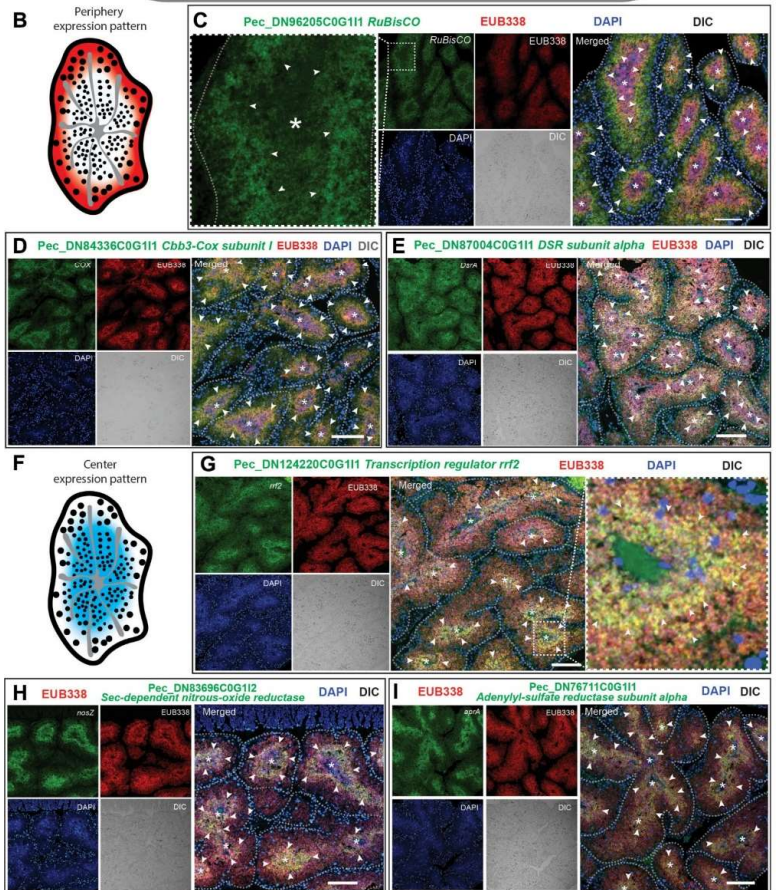 B
Periphery
expression pattern
C Pec_DN96205C0G1I1 RuBisCO EUB338 DAPI DIC
RuBisCO
EUB338
Merged
DAPI
DIC
*
D Pec_DN84336C0G1I1 Cbb3-Cox subunit I EUB338 DAPI DIC
COX
EUB338
Merged
DAPI
DIC
E Pec_DN87004C0G1I1 DSR subunit alpha EUB338 DAPI DIC
DsrA
EUB338
Merged
DAPI
DIC
F
Center
expression pattern
G Pec_DN124220C0G1I1 Transcription regulator rrf2 EUB338 DAPI DIC
rrf2
EUB338
Merged
DAPI
DIC
H EUB338 Pec_DN83696C0G1I2 DAPI DIC
Sec-dependent nitrous-oxide reductase
nosZ
EUB338
Merged
DAPI
DIC
I EUB338 Pec_DN76711C0G1I1 DAPI DIC
Adenylyl-sulfate reductase subunit alpha
aprA
EUB338
Merged
DAPI
DIC